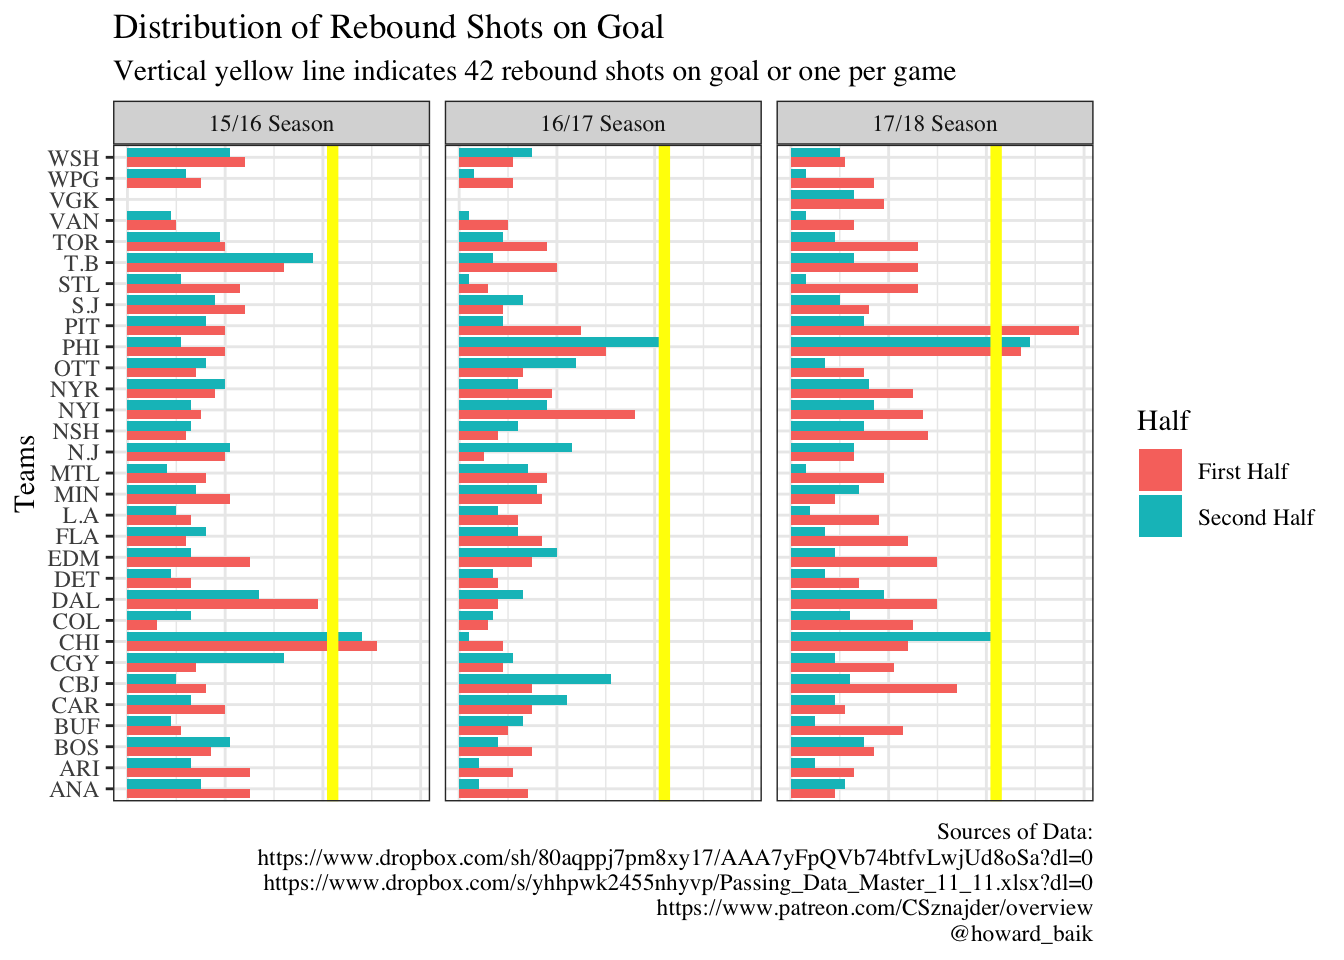 Distribution of Rebound Shots on Goal
Vertical yellow line indicates 42 rebound shots on goal or one per game
15/16 Season
16/17 Season
17/18 Season
WSH
WPG
VGK
VAN
TOR
T.B
STL
S.J
PIT
PHI
OTT
NYR
NYI
NSH
N.J
MTL
MIN
L.A
FLA
EDM
DET
DAL
COL
CHI
CGY
CBJ
CAR
BUF
BOS
ARI
ANA
Teams
Half
First Half
Second Half
Sources of Data:
https://www.dropbox.com/sh/80aqppj7pm8xy17/AAA7yFpQVb74btfvLwjUd8oSa?dl=0
https://www.dropbox.com/s/yhhpwk2455nhyvp/Passing_Data_Master_11_11.xlsx?dl=0
https://www.patreon.com/CSznajder/overview
@howard_baik